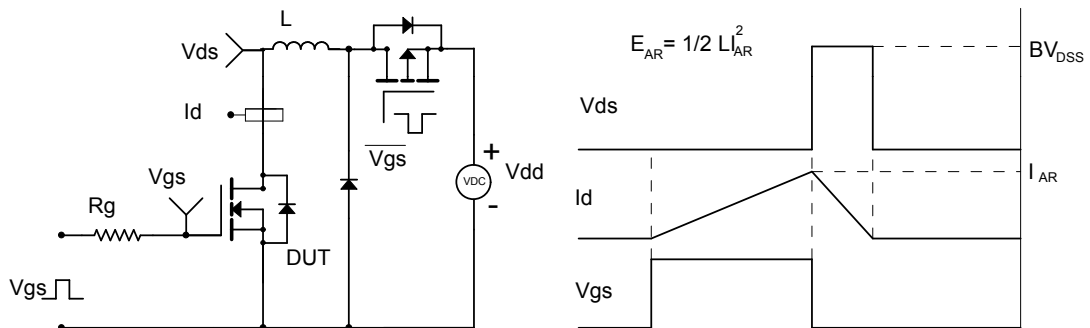 L
Vds
Id
Vgs
Vgs
Rg
DUT
Vgs
+
VDC
Vdd
-
E_AR = 1/2 LI_AR^2
BV_DSS
Vds
I_AR
Id
Vgs